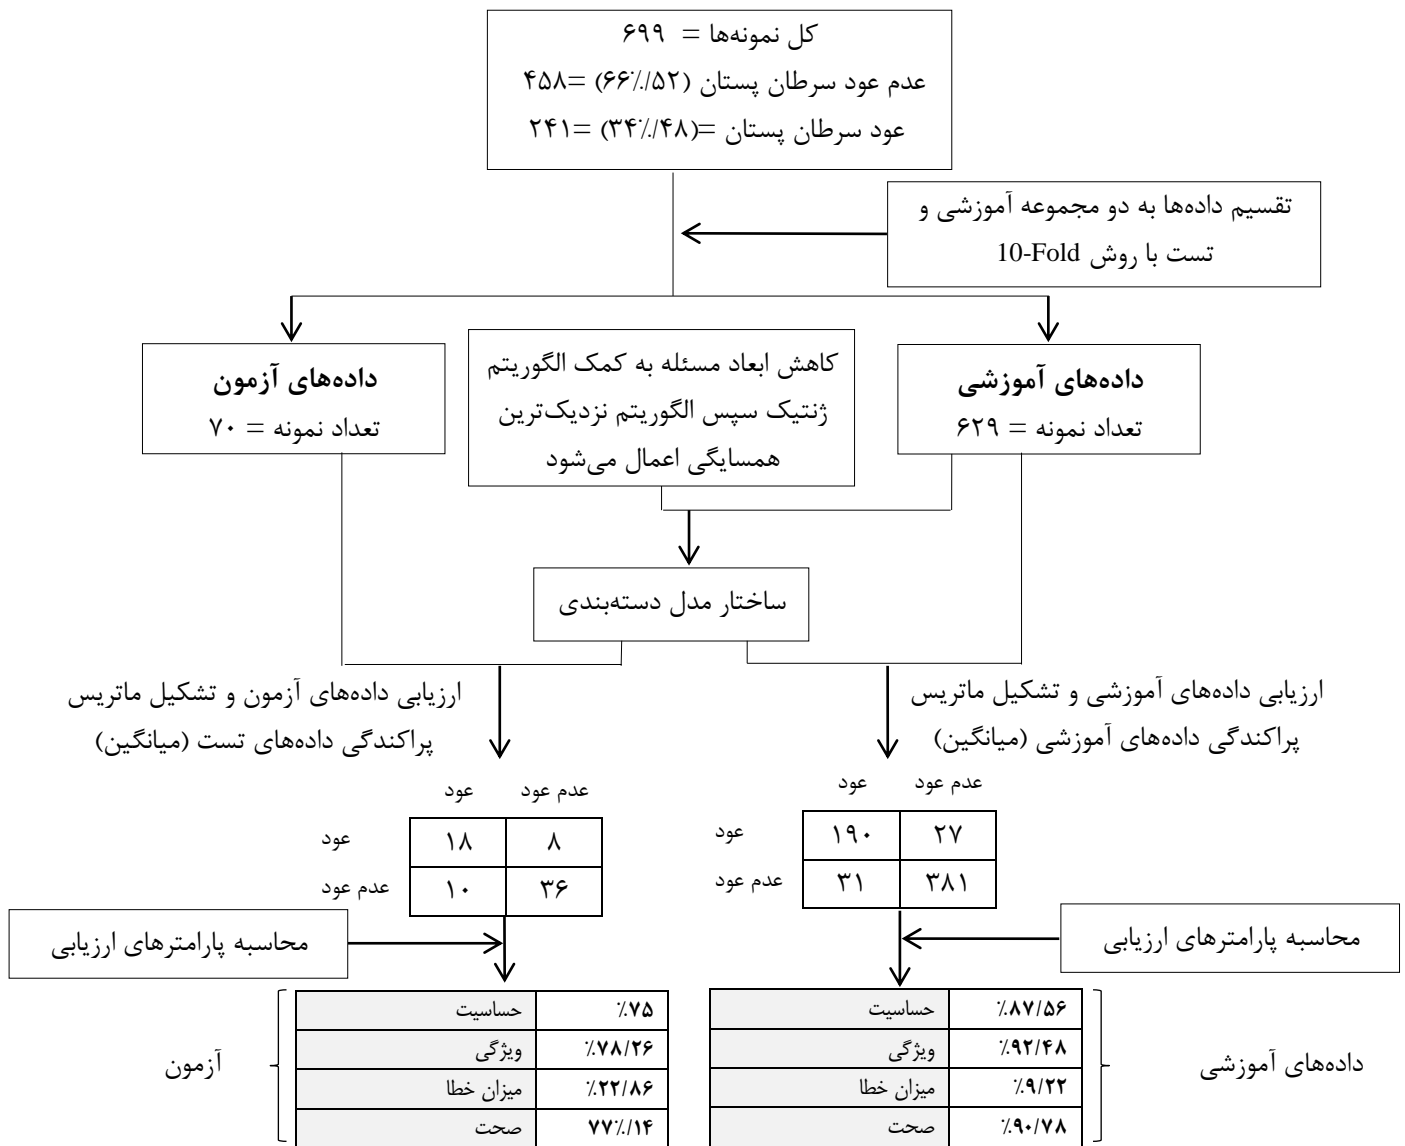 کل نمونه‌ها = ۶۹۹
عدم عود سرطان پستان (۶۶٪/۵۲) =۴۵۸
عود سرطان پستان =(۳۴٪/۴۸) =۲۴۱
تقسیم داده‌ها به دو مجموعه آموزشی و
تست با روش 10-Fold
داده‌های آموزشی
تعداد نمونه = ۶۲۹
کاهش ابعاد مسئله به کمک الگوریتم
ژنتیک سپس الگوریتم نزدیک‌ترین
همسایگی اعمال می‌شود
داده‌های آزمون
تعداد نمونه = ۷۰
ساختار مدل دسته‌بندی
ارزیابی داده‌های آموزشی و تشکیل ماتریس
پراکندگی داده‌های آموزشی (میانگین)
ارزیابی داده‌های آزمون و تشکیل ماتریس
پراکندگی داده‌های تست (میانگین)
عدم عود عود
عود ۱۹۰ ۲۷
عدم عود ۳۱ ۳۸۱
عدم عود عود
عود ۱۸ ۸
عدم عود ۱۰ ۳۶
محاسبه پارامترهای ارزیابی
محاسبه پارامترهای ارزیابی
داده‌های آموزشی
حساسیت ٪۸۷/۵۶
ویژگی ٪۹۲/۴۸
میزان خطا ٪۹/۲۲
صحت ٪۹۰/۷۸
آزمون
حساسیت ٪۷۵
ویژگی ٪۷۸/۲۶
میزان خطا ٪۲۲/۸۶
صحت ۷۷٪/۱۴